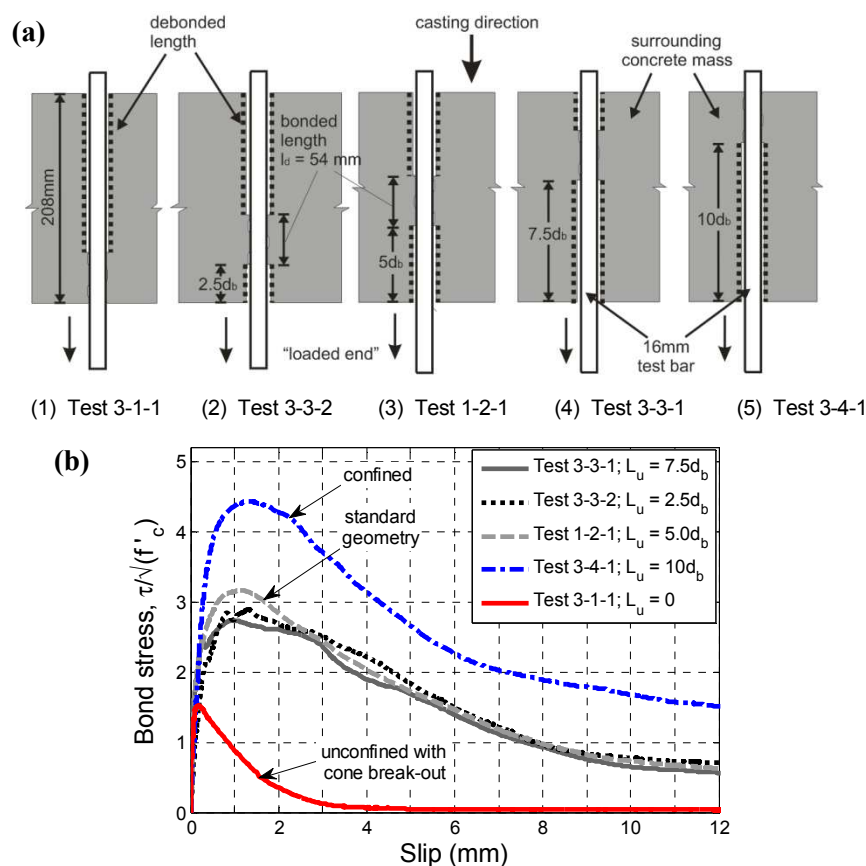 (a)
debonded
length
casting direction
surrounding
concrete mass
bonded
length
l_d = 54 mm
208mm
2.5d_b
5d_b
7.5d_b
10d_b
"loaded end"
16mm
test bar
(1) Test 3-1-1
(2) Test 3-3-2
(3) Test 1-2-1
(4) Test 3-3-1
(5) Test 3-4-1
(b)
Bond stress, τ/√(f'_c)
5
4
3
2
1
0
confined
standard
geometry
unconfined with
cone break-out
Test 3-3-1; L_u = 7.5d_b
Test 3-3-2; L_u = 2.5d_b
Test 1-2-1; L_u = 5.0d_b
Test 3-4-1; L_u = 10d_b
Test 3-1-1; L_u = 0
0 2 4 6 8 10 12
Slip (mm)